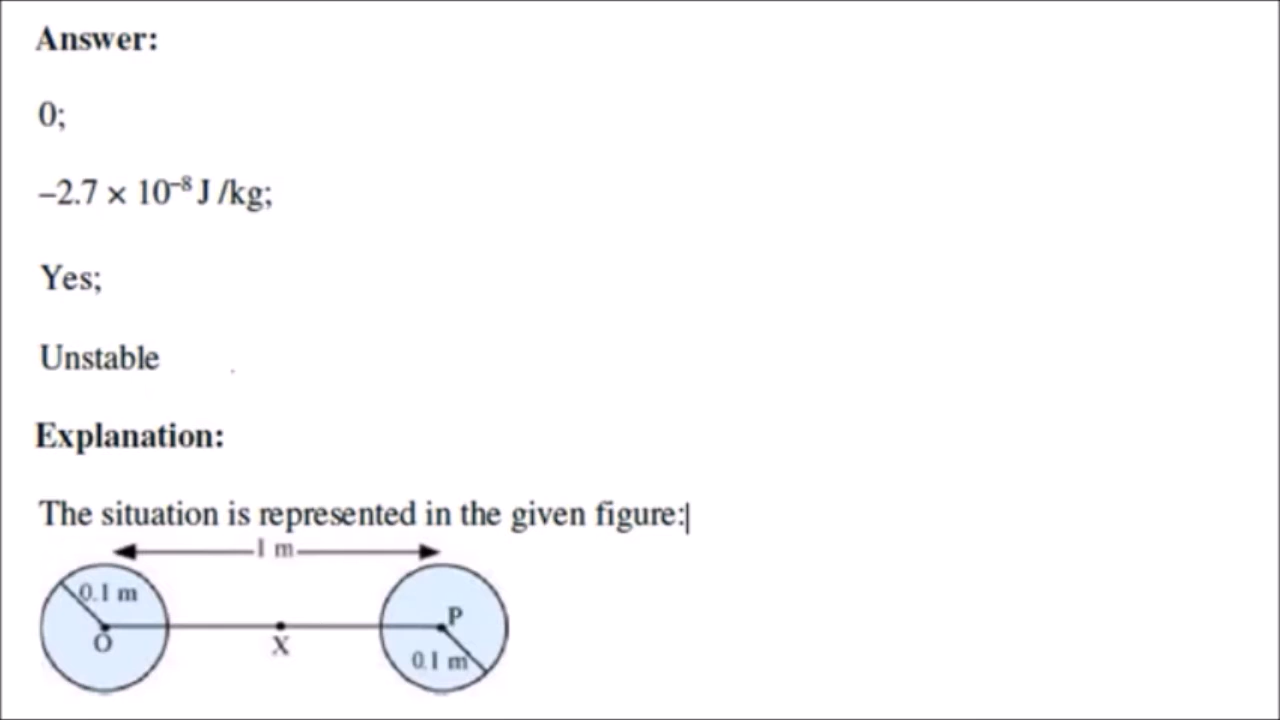 Answer:
0;
–2.7 × 10⁻⁸ J /kg;
Yes;
Unstable
Explanation:
The situation is represented in the given figure:
1 m
0.1 m
O
X
P
0.1 m